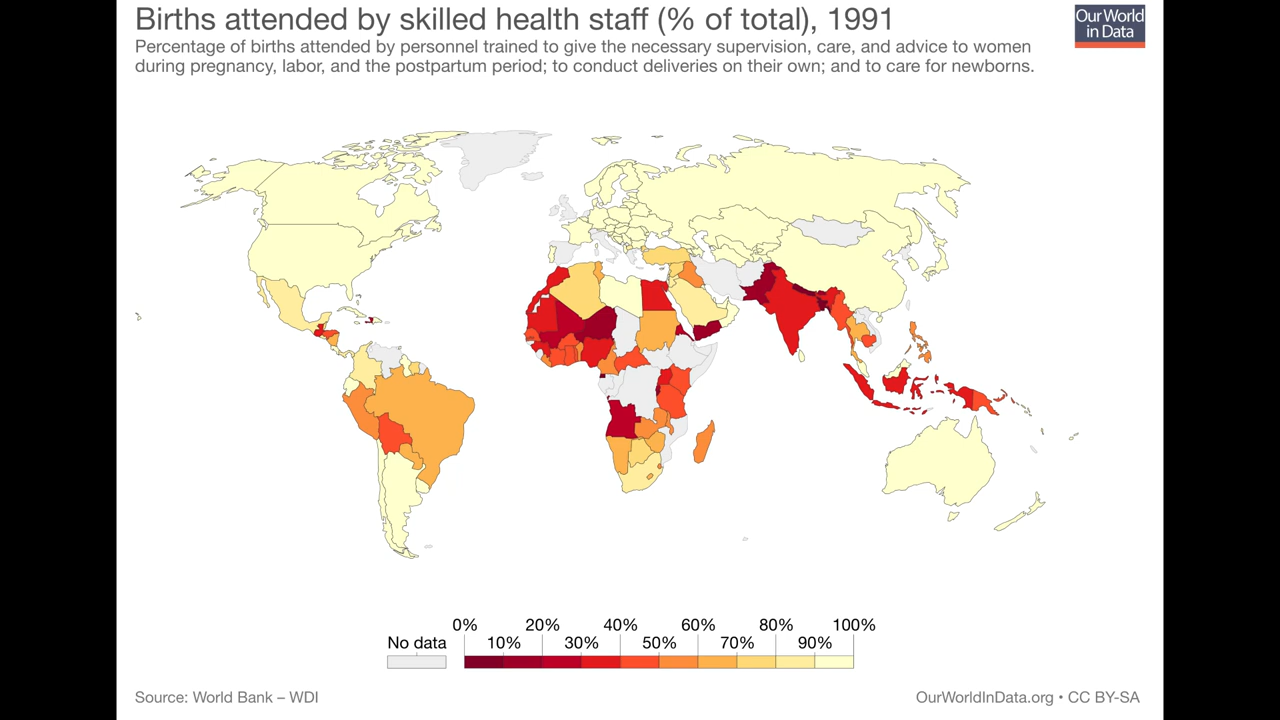 Births attended by skilled health staff (% of total), 1991
Our World
in Data
Percentage of births attended by personnel trained to give the necessary supervision, care, and advice to women
during pregnancy, labor, and the postpartum period; to conduct deliveries on their own; and to care for newborns.
0% 20% 40% 60% 80% 100%
No data 10% 30% 50% 70% 90%
Source: World Bank – WDI
OurWorldInData.org • CC BY-SA